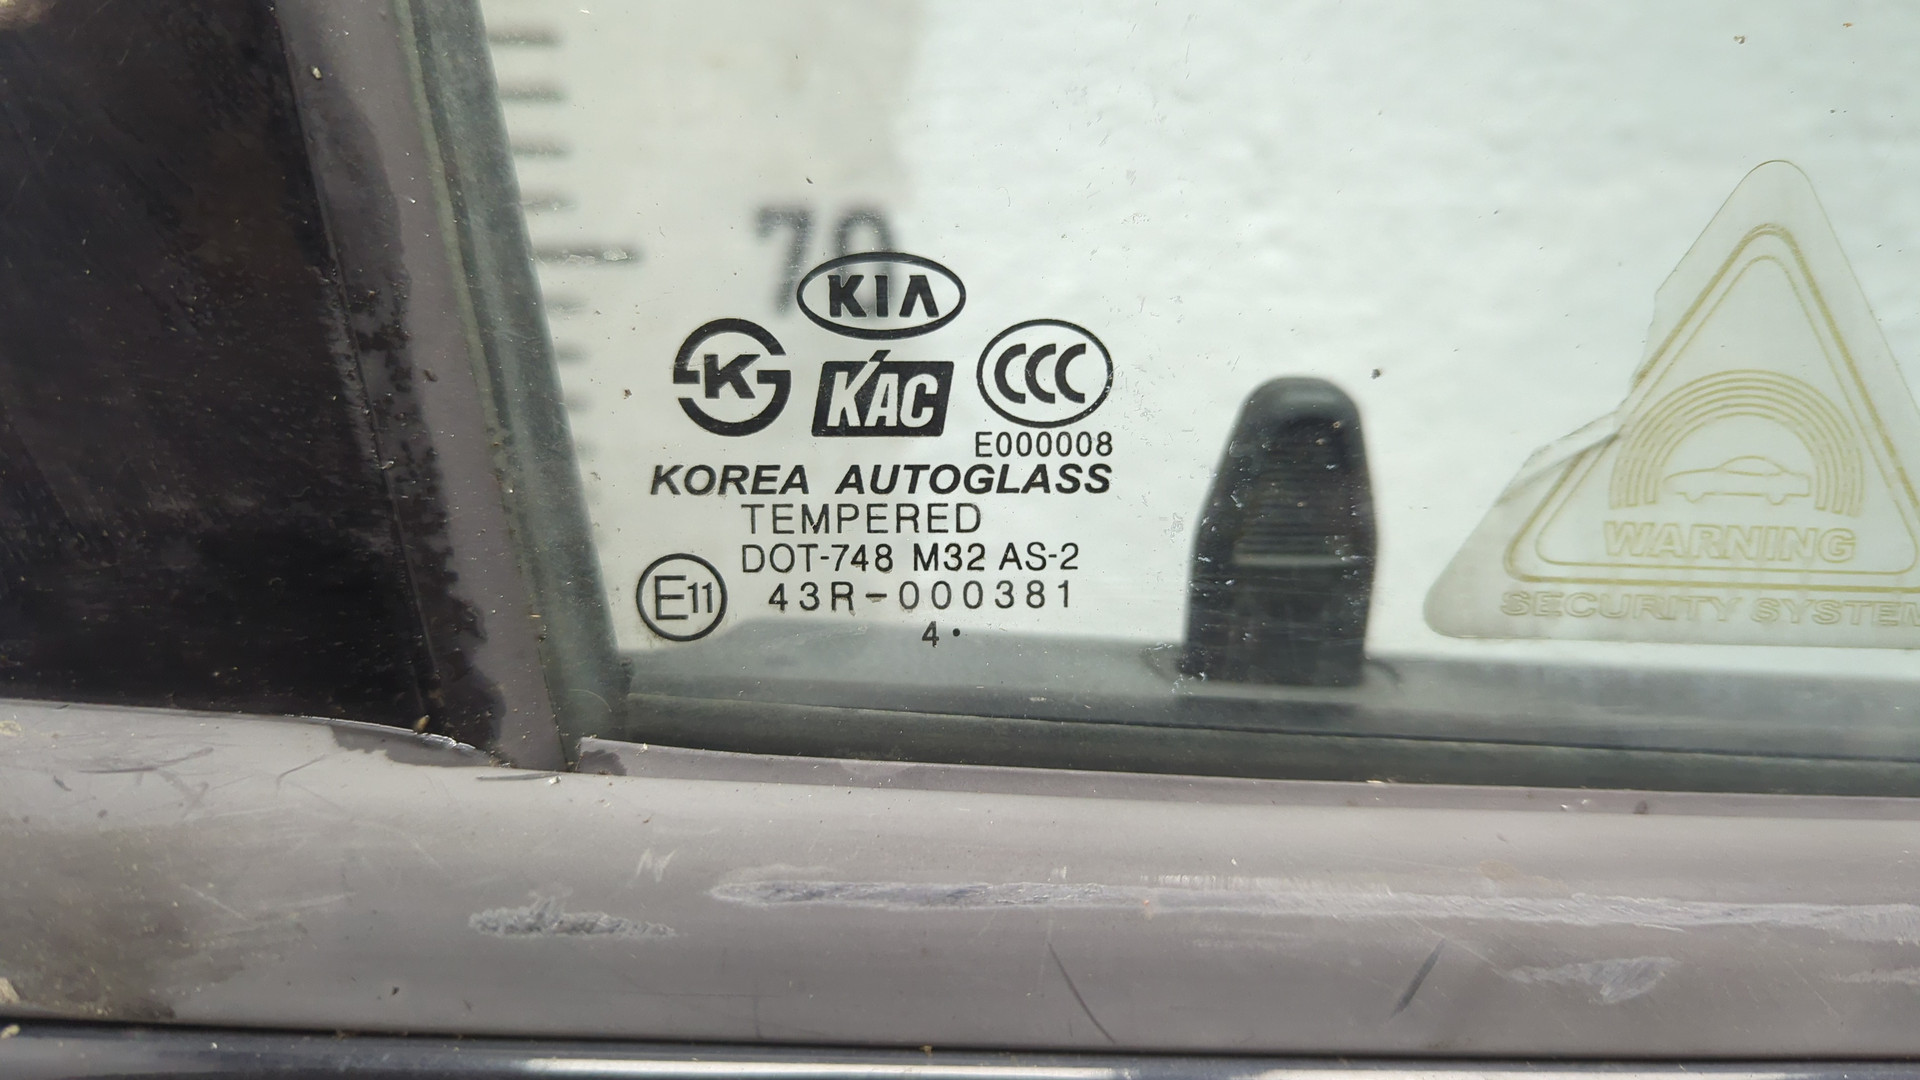 70
KIA
K
KAC
CCC
E000008
KOREA AUTOGLASS
TEMPERED
DOT-748 M32 AS-2
E11
43R-000381
4 •
WARNING
SECURITY SYSTEM